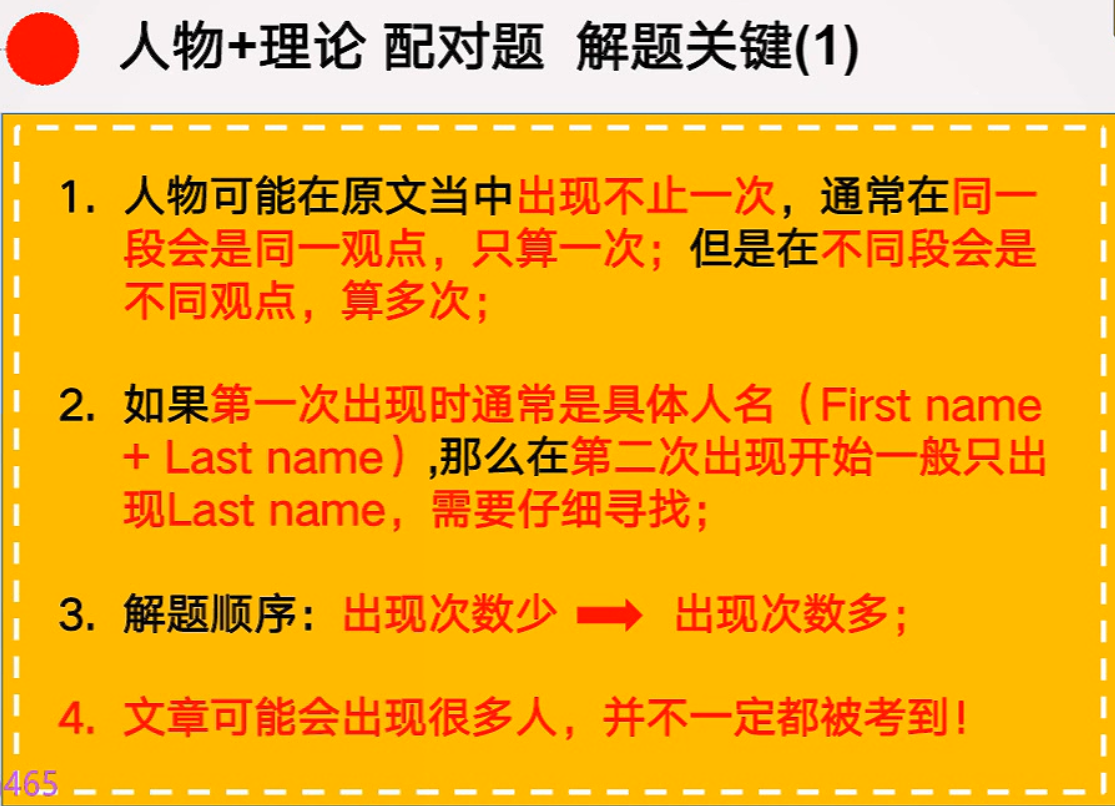 人物+理论 配对题 解题关键(1)
1. 人物可能在原文当中出现不止一次，通常在同一
段会是同一观点，只算一次；但是在不同段会是
不同观点，算多次；
2. 如果第一次出现时通常是具体人名（First name
+ Last name）,那么在第二次出现开始一般只出
现Last name，需要仔细寻找；
3. 解题顺序：出现次数少 ➡ 出现次数多；
4. 文章可能会出现很多人，并不一定都被考到！
465